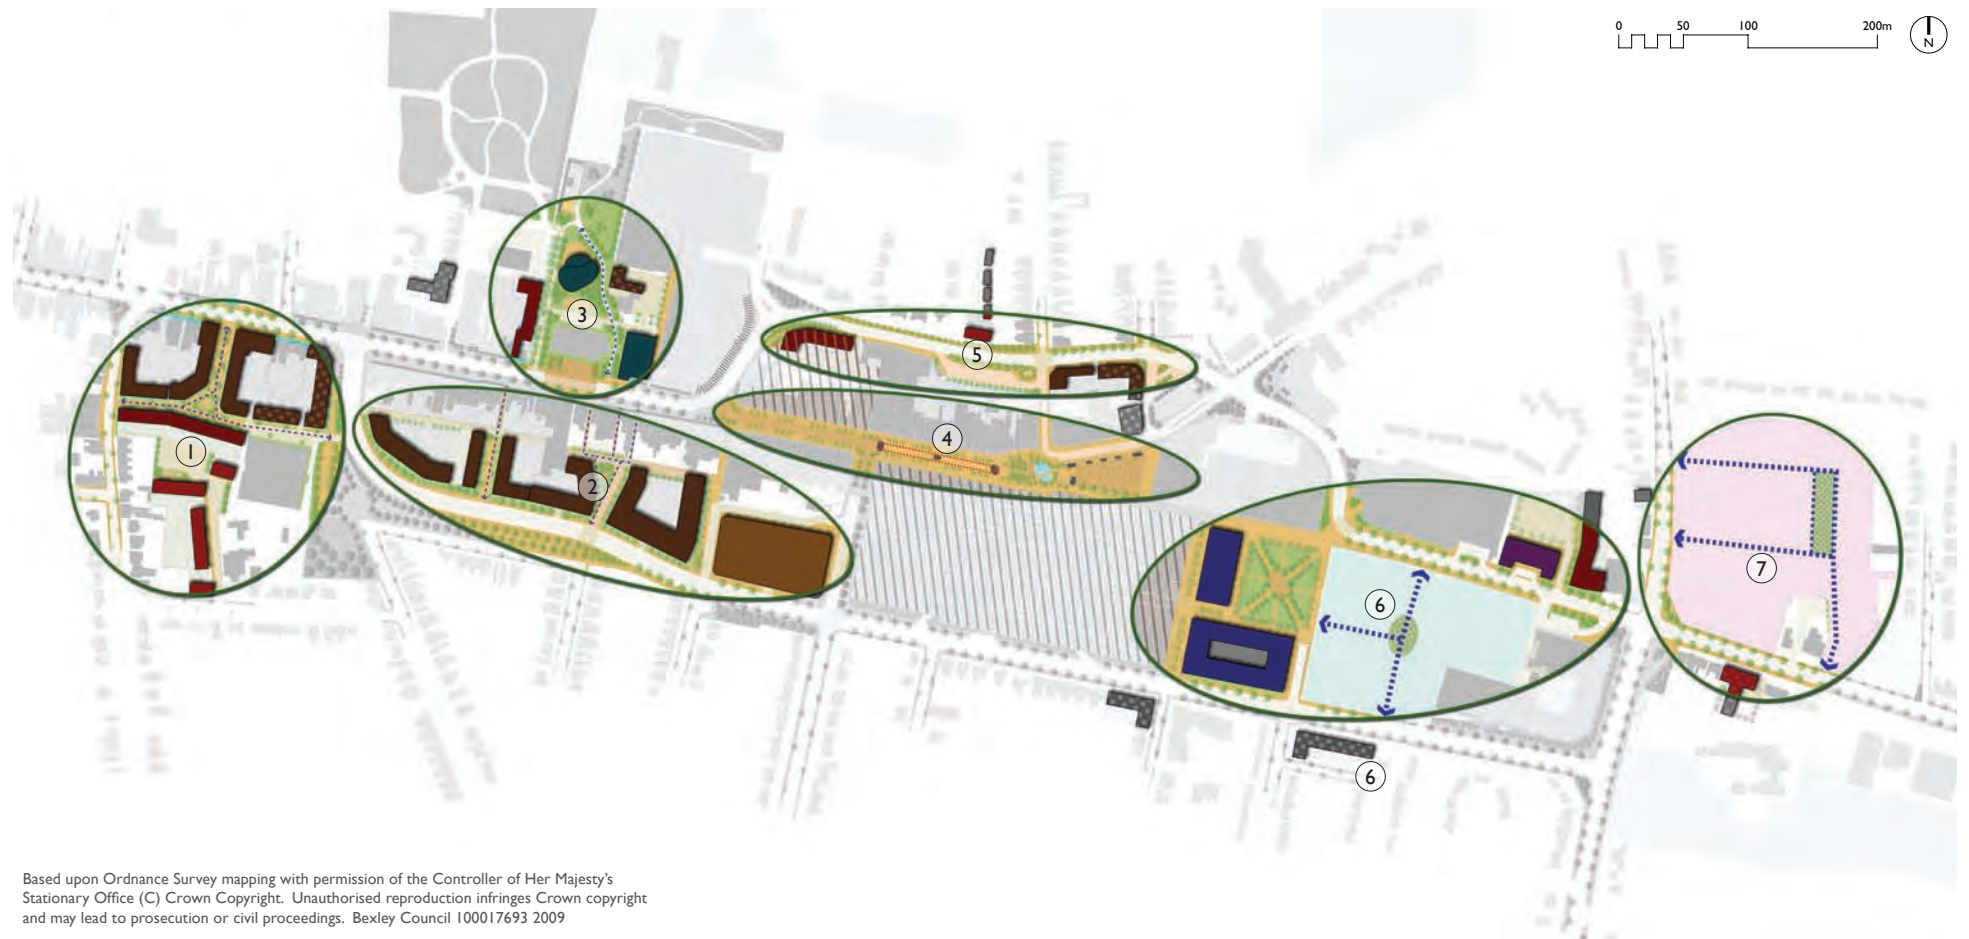 0 50 100 200m
N
3
5
4
1
2
6
7
6
Based upon Ordnance Survey mapping with permission of the Controller of Her Majesty's
Stationary Office (C) Crown Copyright. Unauthorised reproduction infringes Crown copyright
and may lead to prosecution or civil proceedings. Bexley Council 100017693 2009